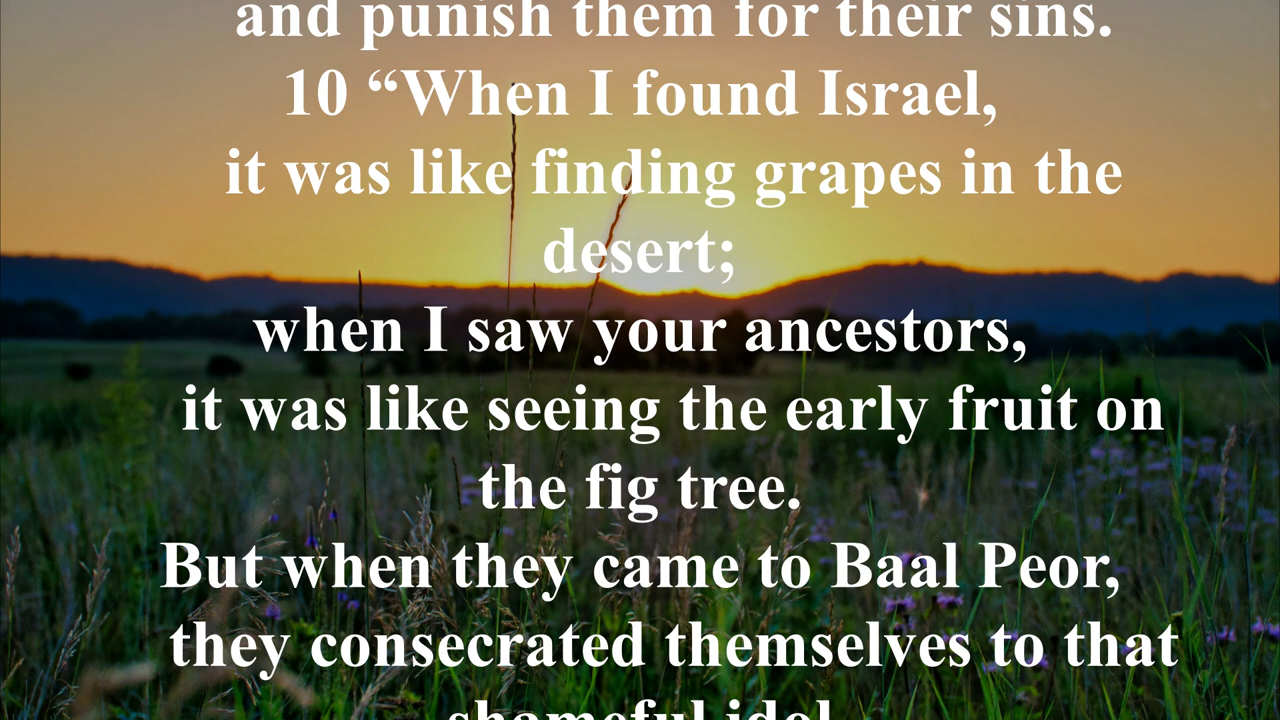 and punish them for their sins.
10 “When I found Israel,
it was like finding grapes in the
desert;
when I saw your ancestors,
it was like seeing the early fruit on
the fig tree.
But when they came to Baal Peor,
they consecrated themselves to that
shameful idol